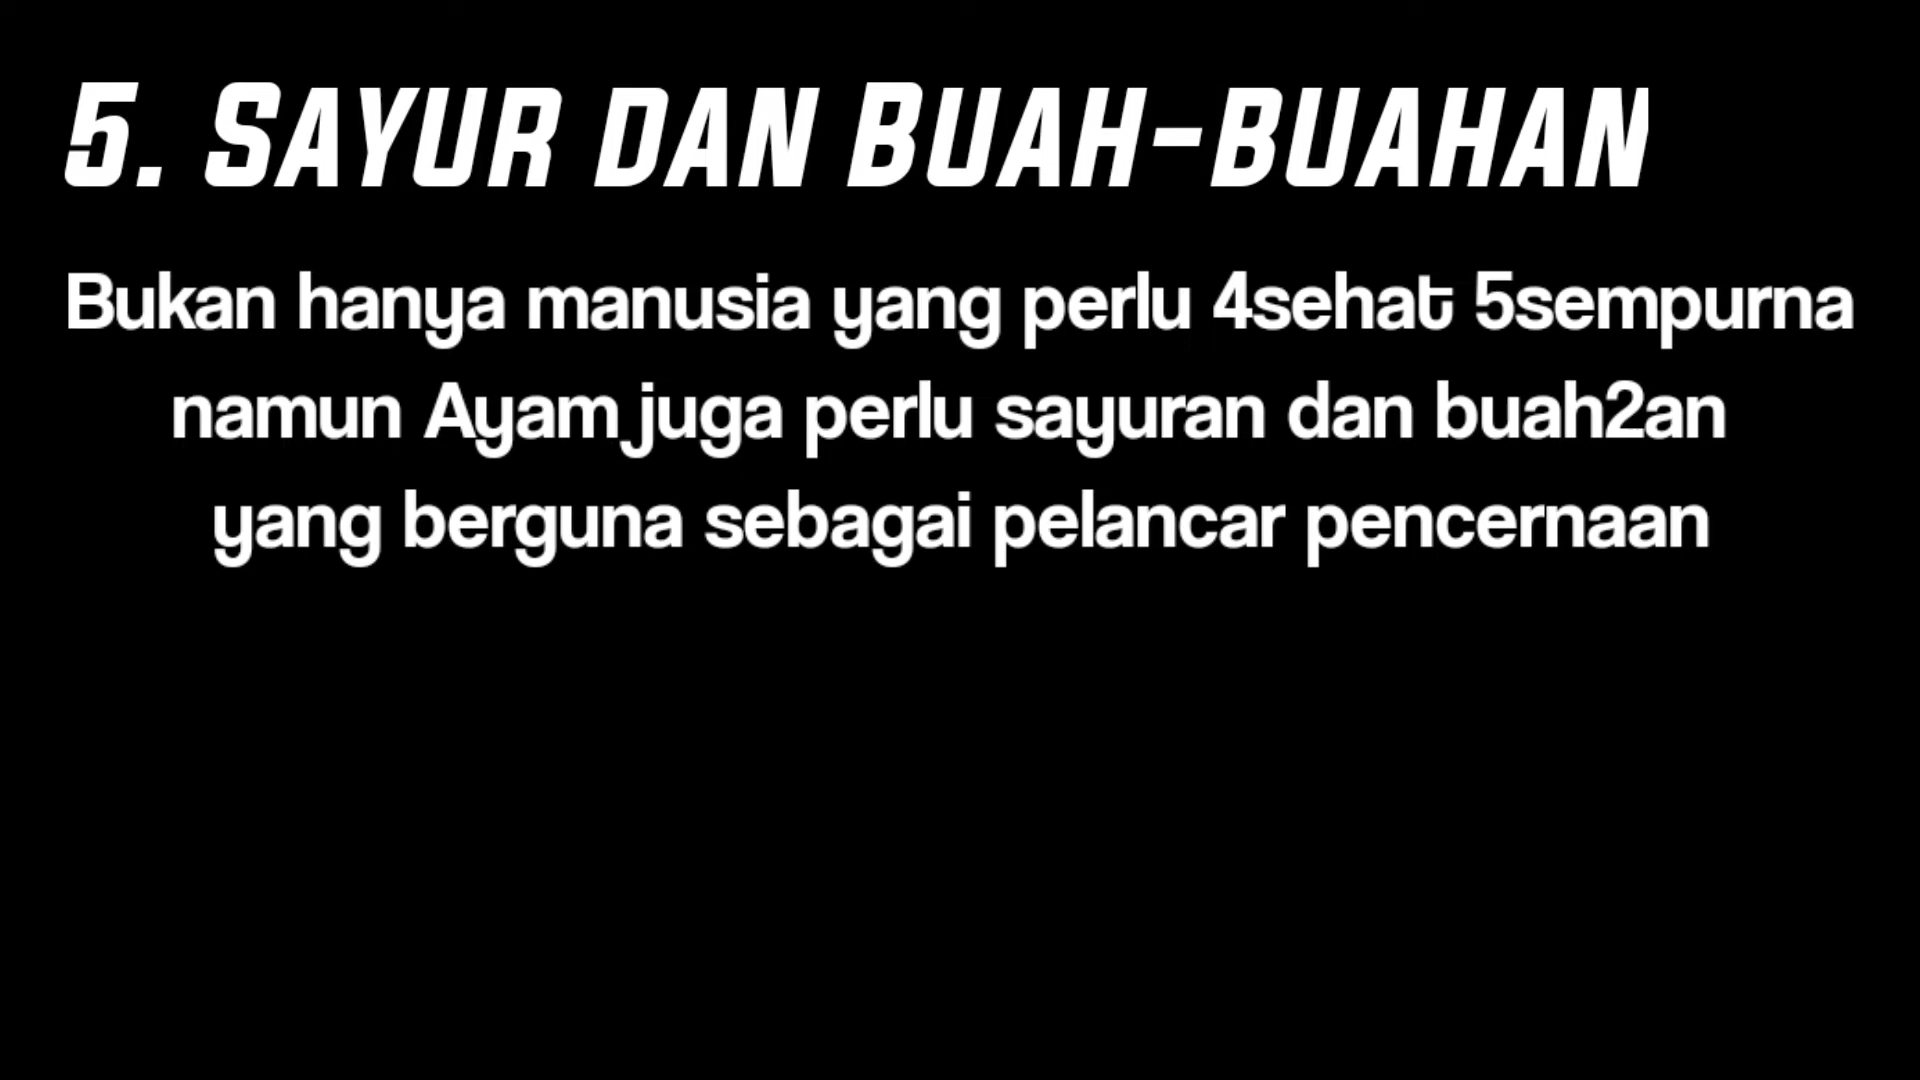 5. SAYUR DAN BUAH-BUAHAN
Bukan hanya manusia yang perlu 4sehat 5sempurna
namun Ayam juga perlu sayuran dan buah2an
yang berguna sebagai pelancar pencernaan